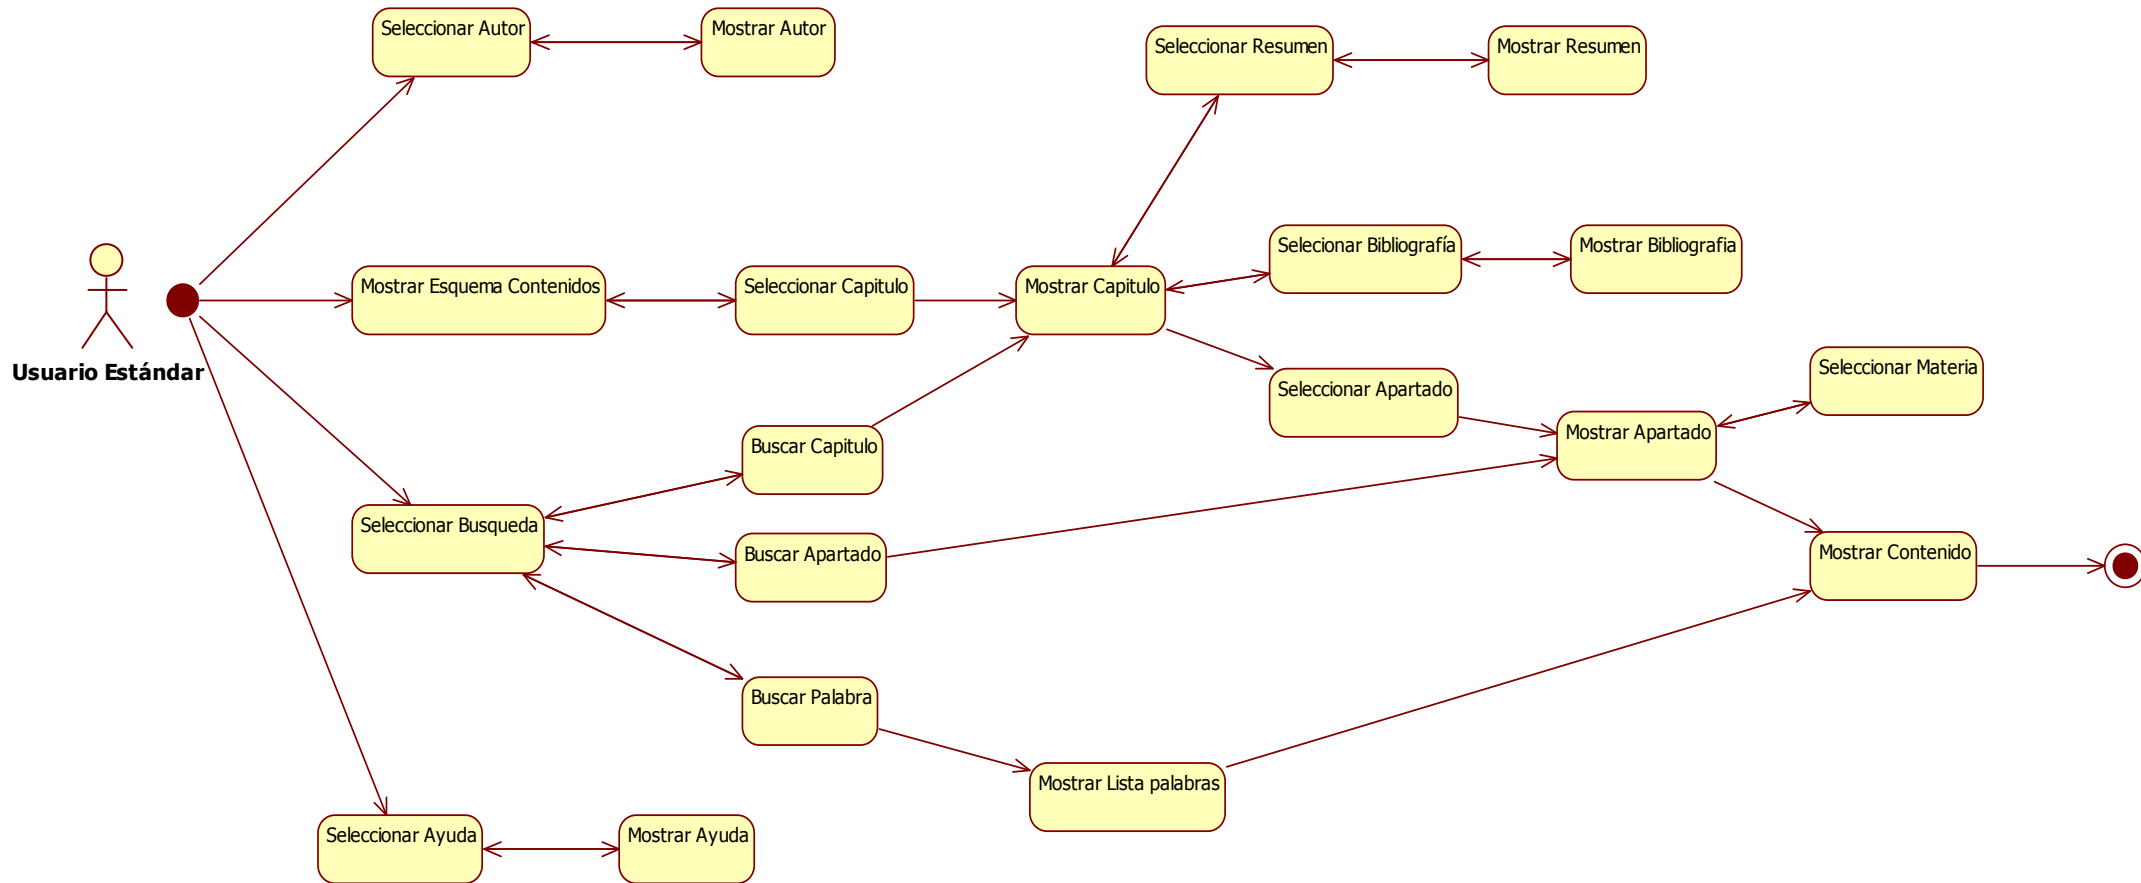 Seleccionar Autor
Mostrar Autor
Seleccionar Resumen
Mostrar Resumen
Selecionar Bibliografía
Mostrar Bibliografia
Mostrar Esquema Contenidos
Seleccionar Capitulo
Mostrar Capitulo
Usuario Estándar
Seleccionar Materia
Seleccionar Apartado
Mostrar Apartado
Buscar Capitulo
Seleccionar Busqueda
Buscar Apartado
Mostrar Contenido
Buscar Palabra
Mostrar Lista palabras
Seleccionar Ayuda
Mostrar Ayuda